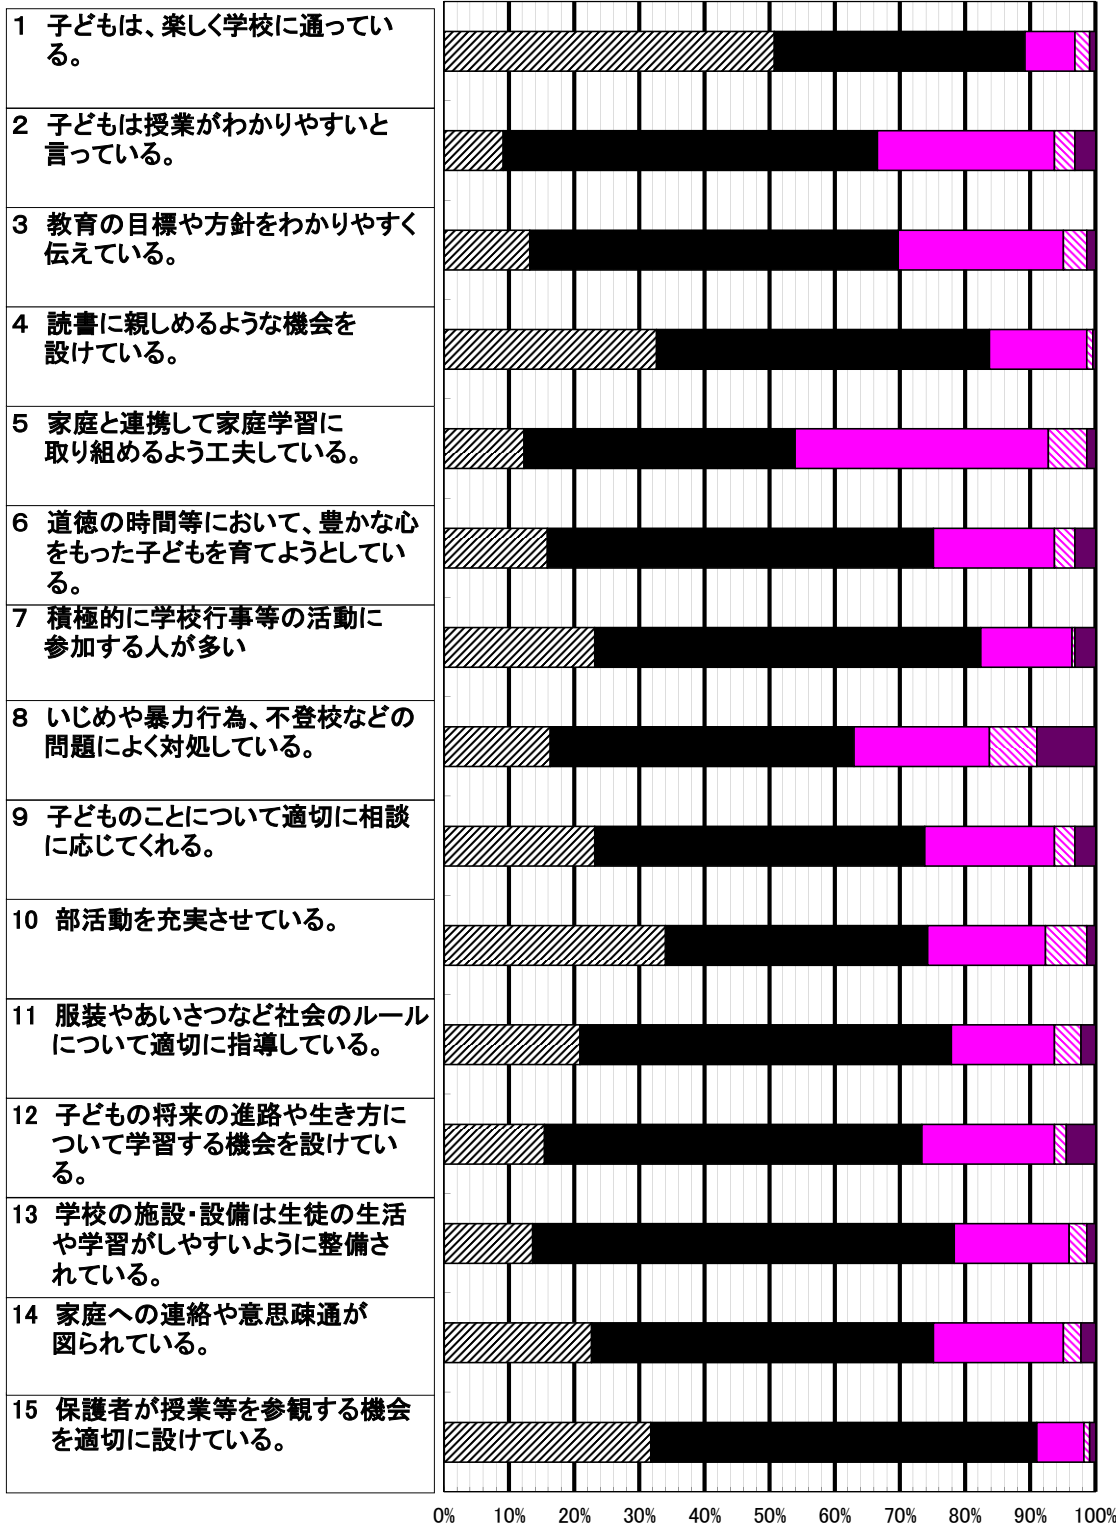 1 子どもは、楽しく学校に通ってい
る。
2 子どもは授業がわかりやすいと
言っている。
3 教育の目標や方針をわかりやすく
伝えている。
4 読書に親しめるような機会を
設けている。
5 家庭と連携して家庭学習に
取り組めるよう工夫している。
6 道徳の時間等において、豊かな心
をもった子どもを育てようとしてい
る。
7 積極的に学校行事等の活動に
参加する人が多い
8 いじめや暴力行為、不登校などの
問題によく対処している。
9 子どものことについて適切に相談
に応じてくれる。
10 部活動を充実させている。
11 服装やあいさつなど社会のルール
について適切に指導している。
12 子どもの将来の進路や生き方に
ついて学習する機会を設けてい
る。
13 学校の施設・設備は生徒の生活
や学習がしやすいように整備さ
れている。
14 家庭への連絡や意思疎通が
図られている。
15 保護者が授業等を参観する機会
を適切に設けている。
0% 10% 20% 30% 40% 50% 60% 70% 80% 90% 100%